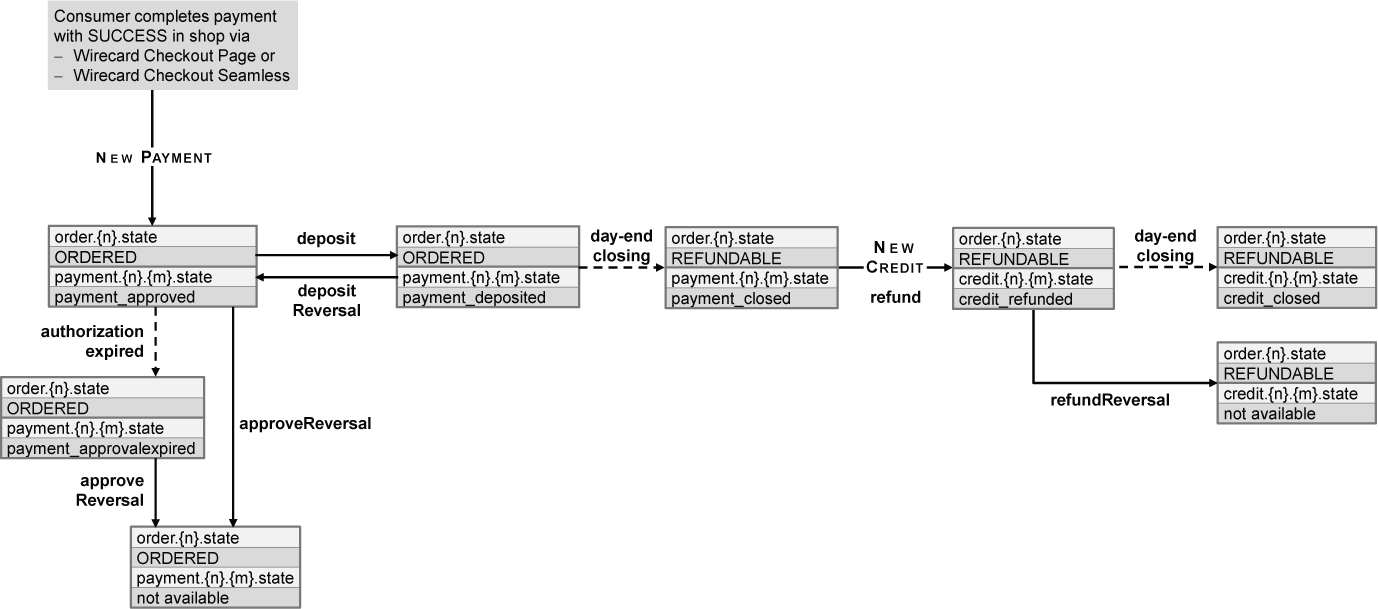 Consumer completes payment
with SUCCESS in shop via
– Wirecard Checkout Page or
– Wirecard Checkout Seamless
NEW PAYMENT
order.{n}.state
ORDERED
payment.{n}.{m}.state
payment_approved
deposit
deposit
Reversal
order.{n}.state
ORDERED
payment.{n}.{m}.state
payment_deposited
day-end
closing
order.{n}.state
REFUNDABLE
payment.{n}.{m}.state
payment_closed
NEW
CREDIT
refund
order.{n}.state
REFUNDABLE
credit.{n}.{m}.state
credit_refunded
day-end
closing
order.{n}.state
REFUNDABLE
credit.{n}.{m}.state
credit_closed
refundReversal
order.{n}.state
REFUNDABLE
credit.{n}.{m}.state
not available
authorization
expired
order.{n}.state
ORDERED
payment.{n}.{m}.state
payment_approvalexpired
approveReversal
approve
Reversal
order.{n}.state
ORDERED
payment.{n}.{m}.state
not available